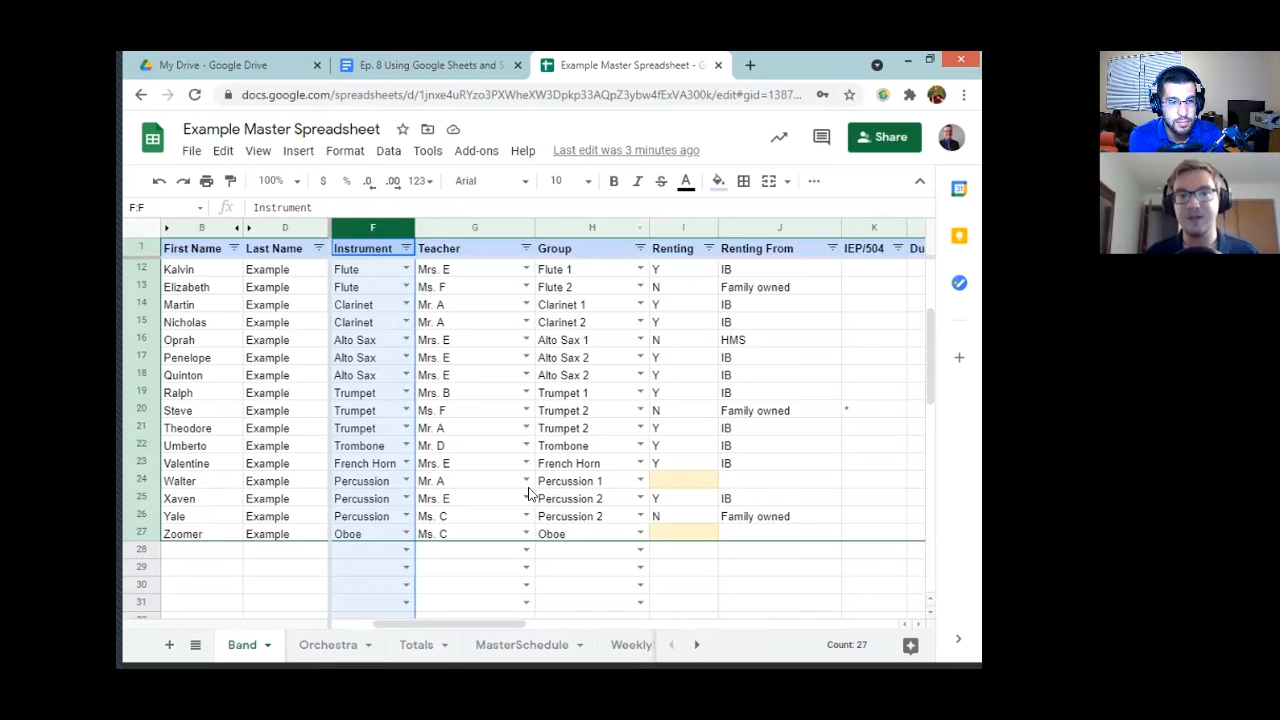 My Drive - Google Drive
Ep. 8 Using Google Sheets and S
Example Master Spreadsheet - G
docs.google.com/spreadsheets/d/
Example Master Spreadsheet
Share
File Edit View Insert Format Data Tools Add-ons Help Last edit was 3 minutes ago
100% $ % .0 .00 123 Arial 10 B I S A
F:F fx Instrument
B D F G H I J K
1 First Name Last Name Instrument Teacher Group Renting Renting From IEP/504 Du
12 Kalvin Example Flute Mrs. E Flute 1 Y IB
13 Elizabeth Example Flute Ms. F Flute 2 N Family owned
14 Martin Example Clarinet Mr. A Clarinet 1 Y IB
15 Nicholas Example Clarinet Mr. A Clarinet 2 Y IB
16 Oprah Example Alto Sax Mrs. E Alto Sax 1 N HMS
17 Penelope Example Alto Sax Mrs. E Alto Sax 2 Y IB
18 Quinton Example Alto Sax Mrs. E Alto Sax 2 Y IB
19 Ralph Example Trumpet Mrs. B Trumpet 1 Y IB
20 Steve Example Trumpet Ms. F Trumpet 2 N Family owned *
21 Theodore Example Trumpet Mr. A Trumpet 2 Y IB
22 Umberto Example Trombone Mr. D Trombone Y IB
23 Valentine Example French Horn Mrs. E French Horn Y IB
24 Walter Example Percussion Mr. A Percussion 1
25 Xaven Example Percussion Mrs. E Percussion 2 Y IB
26 Yale Example Percussion Ms. C Percussion 2 N Family owned
27 Zoomer Example Oboe Ms. C Oboe
28
29
30
31
Band Orchestra Totals MasterSchedule Weekly Count: 27